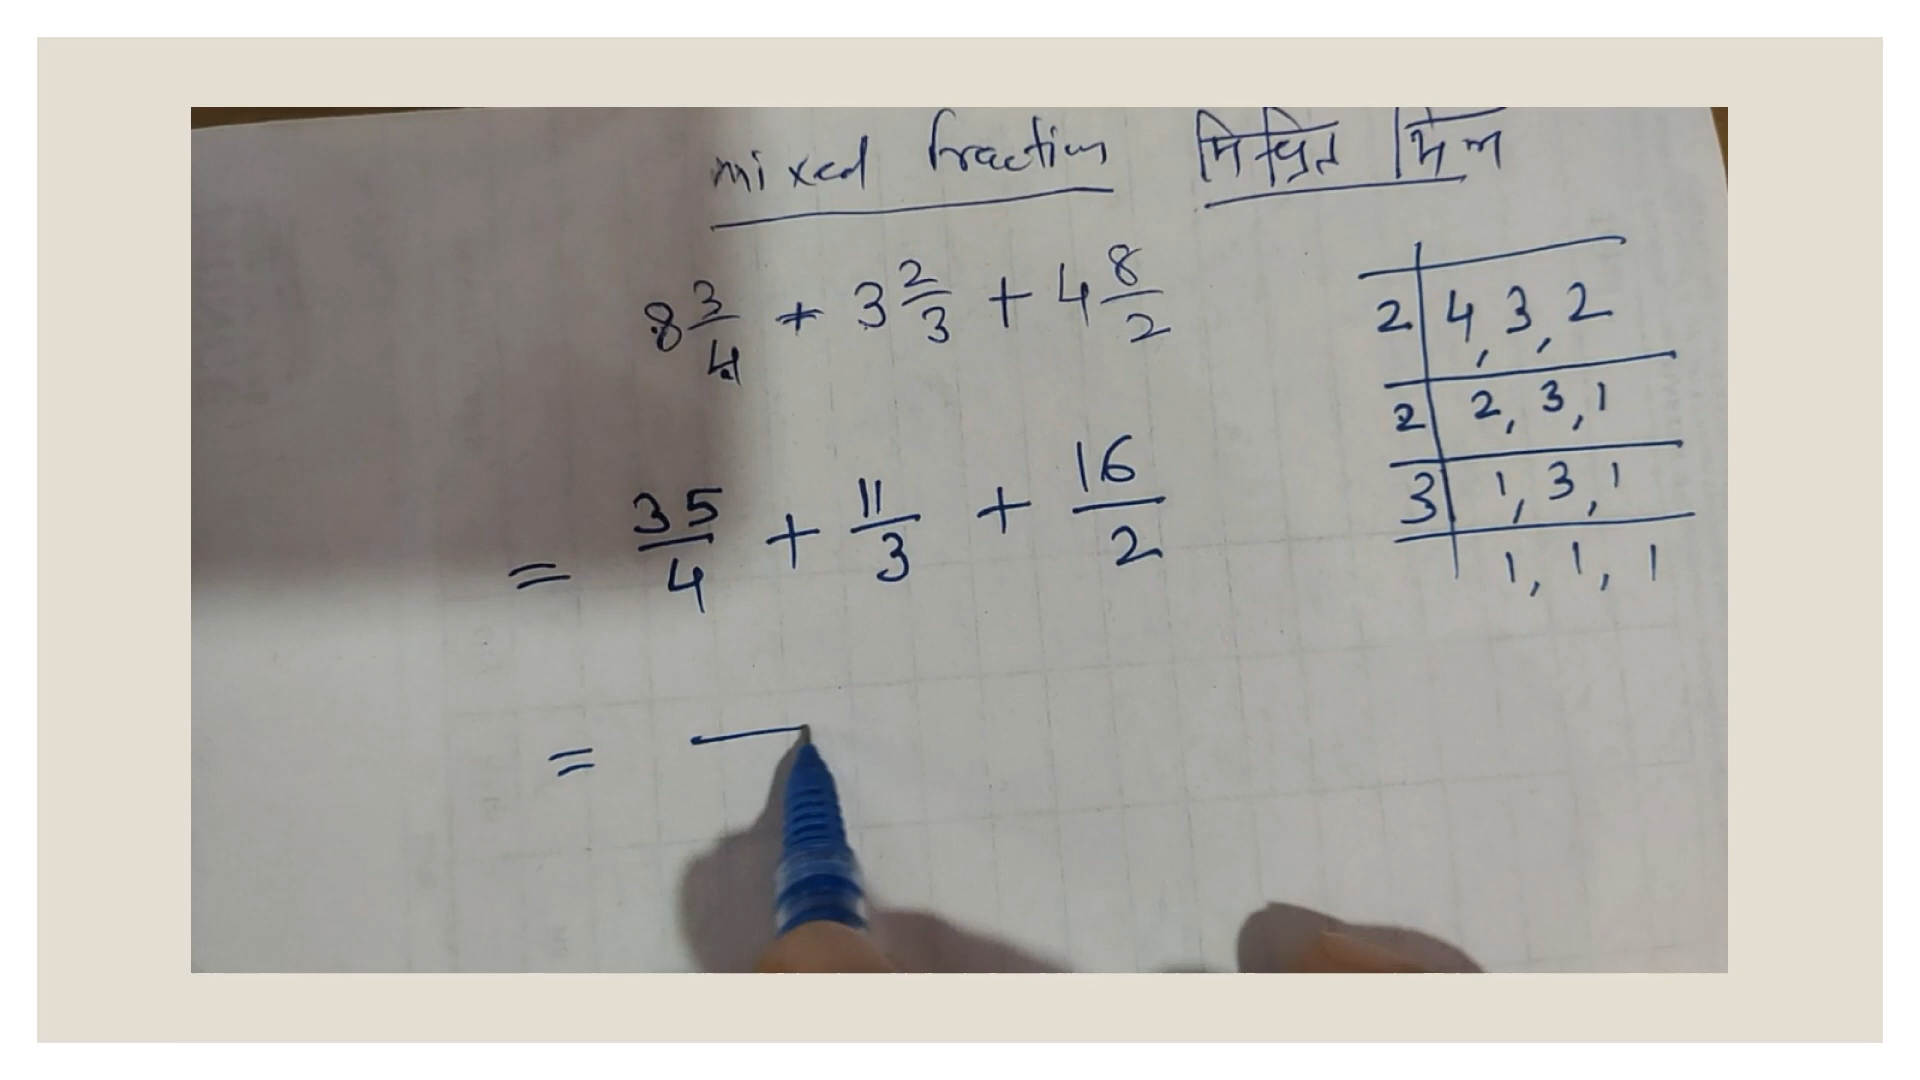 mixed fraction मिश्रित भिन्न
8 3/4 + 3 2/3 + 4 8/2
= 35/4 + 11/3 + 16/2
=
2 | 4, 3, 2
2 | 2, 3, 1
3 | 1, 3, 1
1, 1, 1